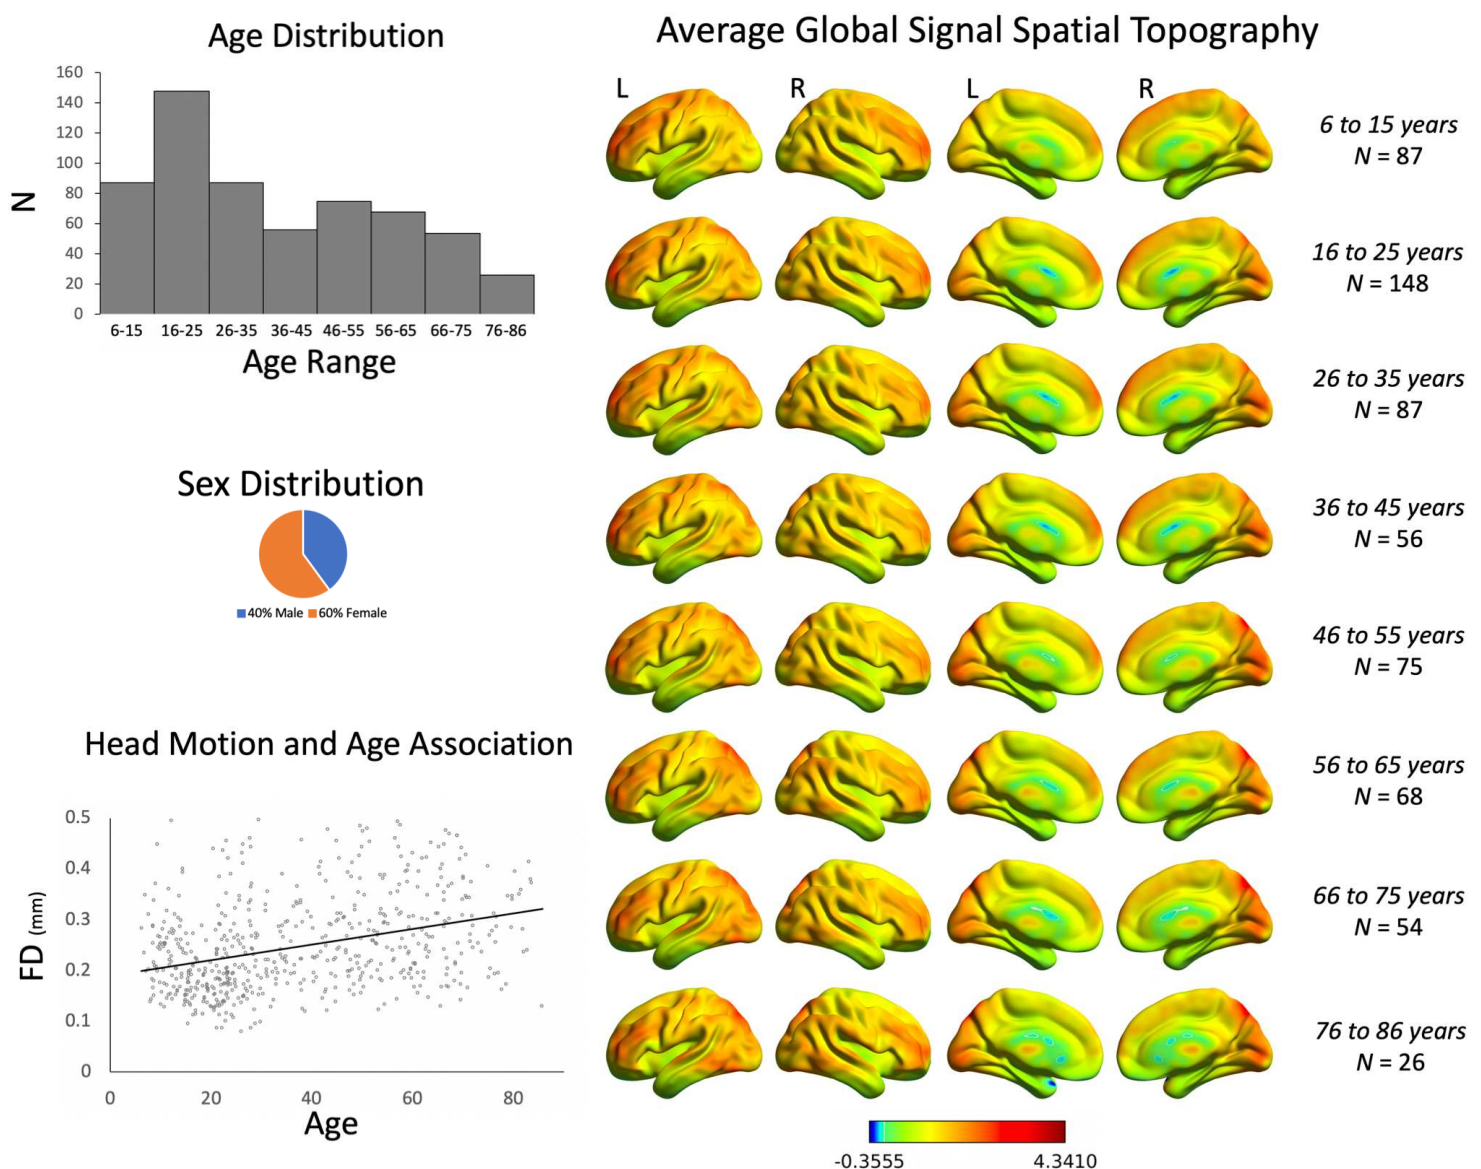 Age Distribution
160
140
120
100
80
60
40
20
0
N
6-15 16-25 26-35 36-45 46-55 56-65 66-75 76-86
Age Range
Sex Distribution
40% Male 60% Female
Head Motion and Age Association
0.5
0.4
0.3
0.2
0.1
0
FD (mm)
0 20 40 60 80
Age
Average Global Signal Spatial Topography
L R L R
6 to 15 years
N = 87
16 to 25 years
N = 148
26 to 35 years
N = 87
36 to 45 years
N = 56
46 to 55 years
N = 75
56 to 65 years
N = 68
66 to 75 years
N = 54
76 to 86 years
N = 26
-0.3555 4.3410